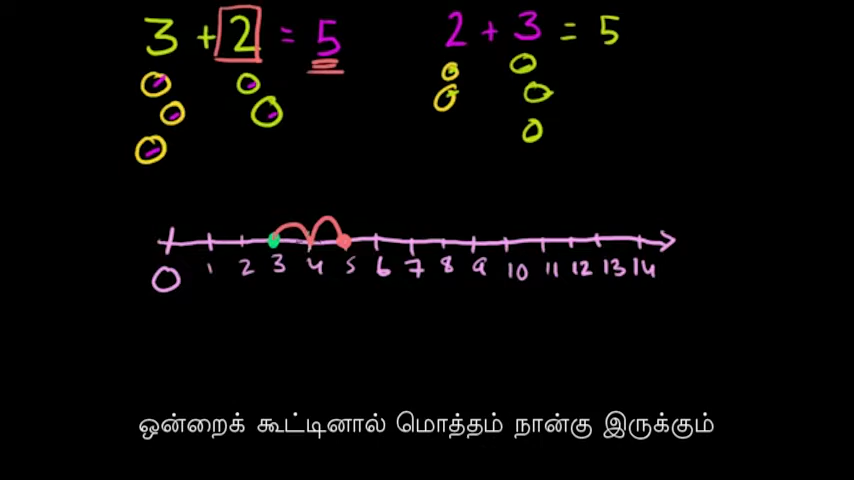 3 + 2 = 5
2 + 3 = 5
0 1 2 3 4 5 6 7 8 9 10 11 12 13 14
ஒன்றைக் கூட்டினால் மொத்தம் நான்கு இருக்கும்